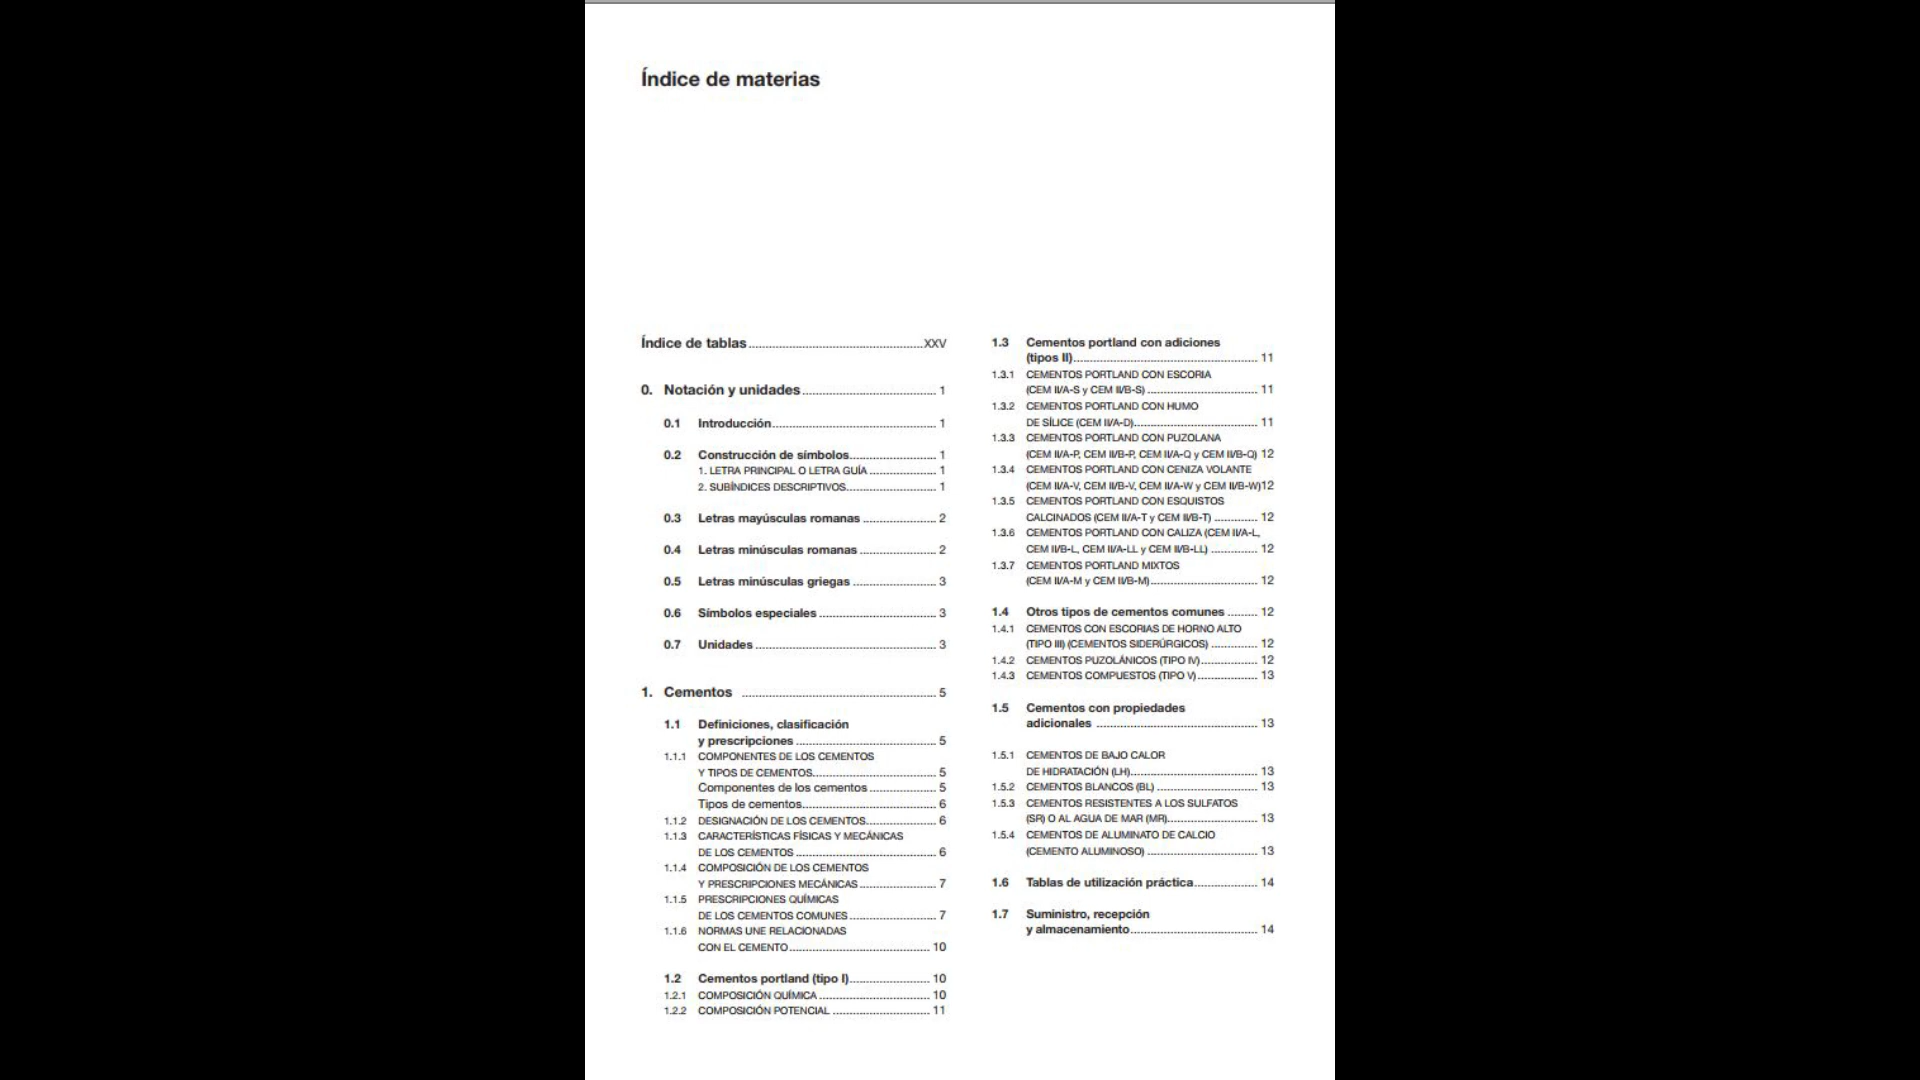 Índice de materias
Índice de tablas ........ XXV
0. Notación y unidades ........ 1
0.1 Introducción ........ 1
0.2 Construcción de símbolos ........ 1
1. LETRA PRINCIPAL O LETRA GUÍA ........ 1
2. SUBÍNDICES DESCRIPTIVOS ........ 1
0.3 Letras mayúsculas romanas ........ 2
0.4 Letras minúsculas romanas ........ 2
0.5 Letras minúsculas griegas ........ 3
0.6 Símbolos especiales ........ 3
0.7 Unidades ........ 3
1. Cementos ........ 5
1.1 Definiciones, clasificación
y prescripciones ........ 5
1.1.1 COMPONENTES DE LOS CEMENTOS
Y TIPOS DE CEMENTOS ........ 5
Componentes de los cementos ........ 5
Tipos de cementos ........ 6
1.1.2 DESIGNACIÓN DE LOS CEMENTOS ........ 6
1.1.3 CARACTERÍSTICAS FÍSICAS Y MECÁNICAS
DE LOS CEMENTOS ........ 6
1.1.4 COMPOSICIÓN DE LOS CEMENTOS
Y PRESCRIPCIONES MECÁNICAS ........ 7
1.1.5 PRESCRIPCIONES QUÍMICAS
DE LOS CEMENTOS COMUNES ........ 7
1.1.6 NORMAS UNE RELACIONADAS
CON EL CEMENTO ........ 10
1.2 Cementos portland (tipo I) ........ 10
1.2.1 COMPOSICIÓN QUÍMICA ........ 10
1.2.2 COMPOSICIÓN POTENCIAL ........ 11
1.3 Cementos portland con adiciones
(tipos II) ........ 11
1.3.1 CEMENTOS PORTLAND CON ESCORIA
(CEM II/A-S y CEM II/B-S) ........ 11
1.3.2 CEMENTOS PORTLAND CON HUMO
DE SÍLICE (CEM II/A-D) ........ 11
1.3.3 CEMENTOS PORTLAND CON PUZOLANA
(CEM II/A-P, CEM II/B-P, CEM II/A-Q y CEM II/B-Q) 12
1.3.4 CEMENTOS PORTLAND CON CENIZA VOLANTE
(CEM II/A-V, CEM II/B-V, CEM II/A-W y CEM II/B-W)12
1.3.5 CEMENTOS PORTLAND CON ESQUISTOS
CALCINADOS (CEM II/A-T y CEM II/B-T) ........ 12
1.3.6 CEMENTOS PORTLAND CON CALIZA (CEM II/A-L,
CEM II/B-L, CEM II/A-LL y CEM II/B-LL) ........ 12
1.3.7 CEMENTOS PORTLAND MIXTOS
(CEM II/A-M y CEM II/B-M) ........ 12
1.4 Otros tipos de cementos comunes ........ 12
1.4.1 CEMENTOS CON ESCORIAS DE HORNO ALTO
(TIPO III) (CEMENTOS SIDERÚRGICOS) ........ 12
1.4.2 CEMENTOS PUZOLÁNICOS (TIPO IV) ........ 12
1.4.3 CEMENTOS COMPUESTOS (TIPO V) ........ 13
1.5 Cementos con propiedades
adicionales ........ 13
1.5.1 CEMENTOS DE BAJO CALOR
DE HIDRATACIÓN (LH) ........ 13
1.5.2 CEMENTOS BLANCOS (BL) ........ 13
1.5.3 CEMENTOS RESISTENTES A LOS SULFATOS
(SR) O AL AGUA DE MAR (MR) ........ 13
1.5.4 CEMENTOS DE ALUMINATO DE CALCIO
(CEMENTO ALUMINOSO) ........ 13
1.6 Tablas de utilización práctica ........ 14
1.7 Suministro, recepción
y almacenamiento ........ 14